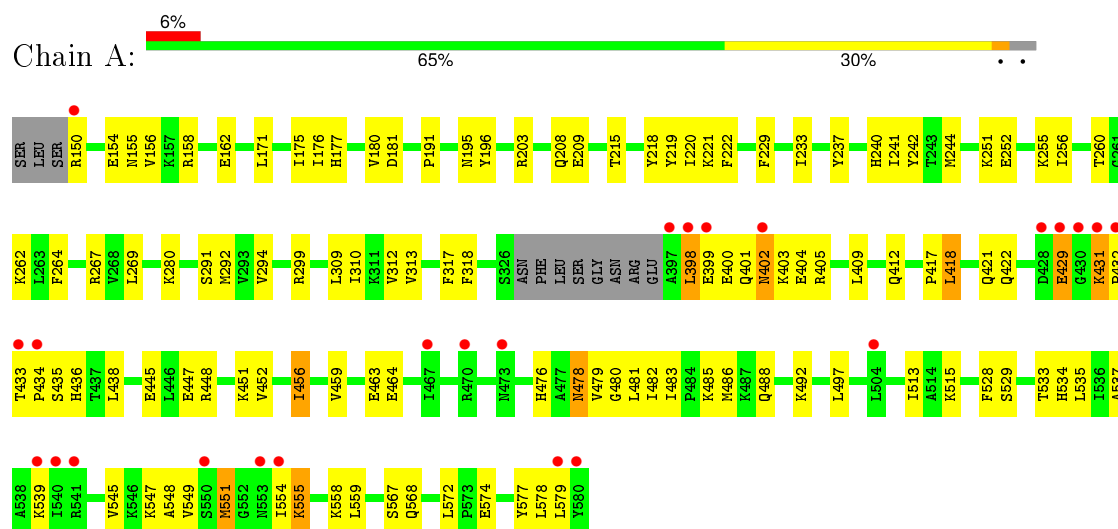 6%
Chain A:
65% 30% • •
SER LEU SER R150 E154 N155 V156 K157 R158 E162 L171 I175 I176 H177 V180 D181 P191 N195 Y196 R203 Q208 E209 T215 Y218 Y219 I220 K221 F222 F229 I233 Y237 H240 I241 Y242 T243 M244 K251 E252 K255 I256 T260 G261
K262 L263 F264 R267 V268 L269 K280 S291 M292 V293 V294 R299 L309 I310 K311 V312 V313 F317 F318 S326 ASN PHE LEU SER GLY ASN ARG GLU A397 L398 E399 E400 Q401 N402 K403 E404 R405 L409 Q412 P417 L418 Q421 Q422 D428 E429 G430 K431 P432
T433 P434 S435 H436 T437 L438 E445 L446 E447 R448 K451 V452 I456 V459 E463 E464 I467 R470 N473 H476 A477 N478 V479 G480 L481 I482 I483 P484 K485 M486 K487 Q488 K492 L497 L504 I513 A514 K515 F528 S529 T533 H534 L535 I536 A537
A538 K539 I540 R541 V545 K546 K547 A548 V549 S550 M551 G552 N553 I554 K555 K558 L559 S567 Q568 L572 P573 E574 Y577 L578 L579 Y580